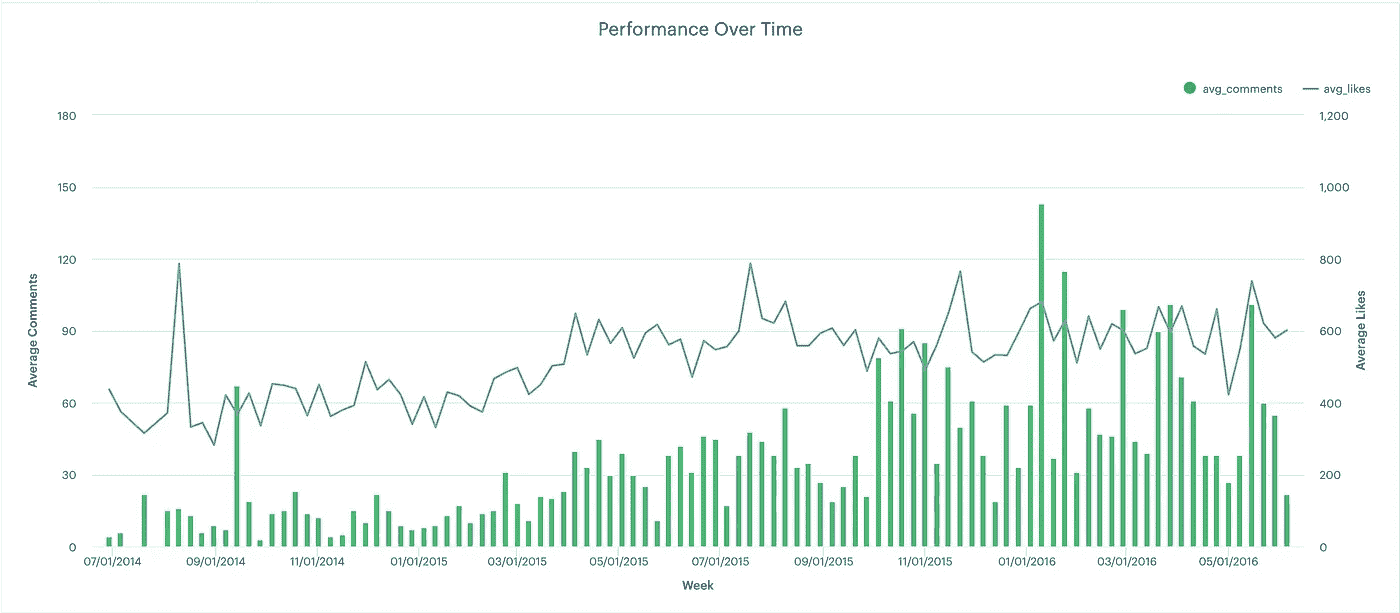 Performance Over Time
avg_comments avg_likes
180 1,200
150 1,000
120 800
90 600
60 400
30 200
0 0
Average Comments
Average Likes
07/01/2014 09/01/2014 11/01/2014 01/01/2015 03/01/2015 05/01/2015 07/01/2015 09/01/2015 11/01/2015 01/01/2016 03/01/2016 05/01/2016
Week